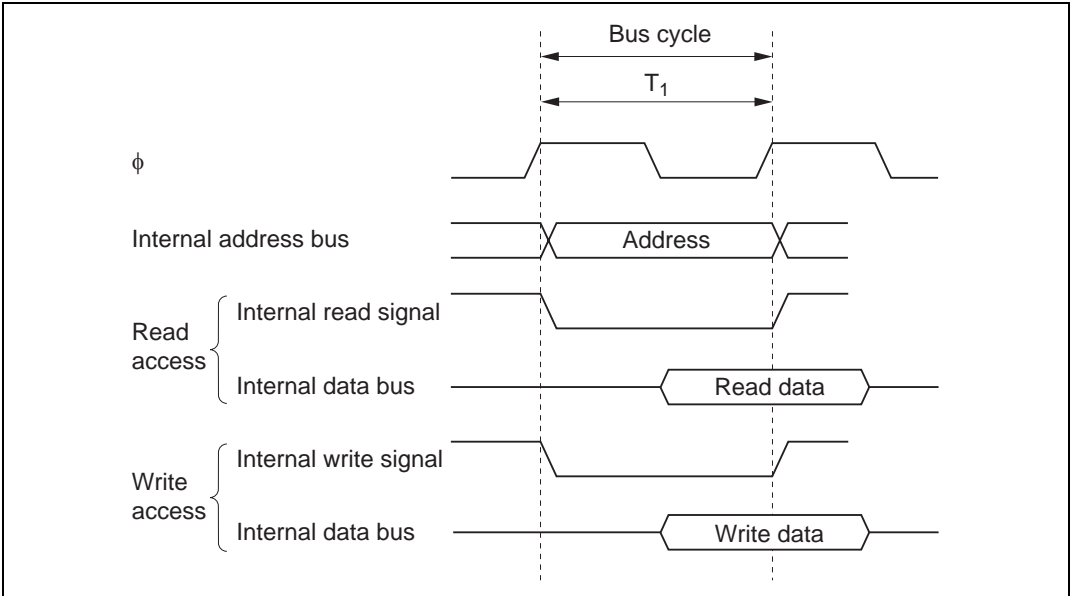 Bus cycle
T₁
ϕ
Internal address bus
Address
Read
access
Internal read signal
Internal data bus
Read data
Write
access
Internal write signal
Internal data bus
Write data